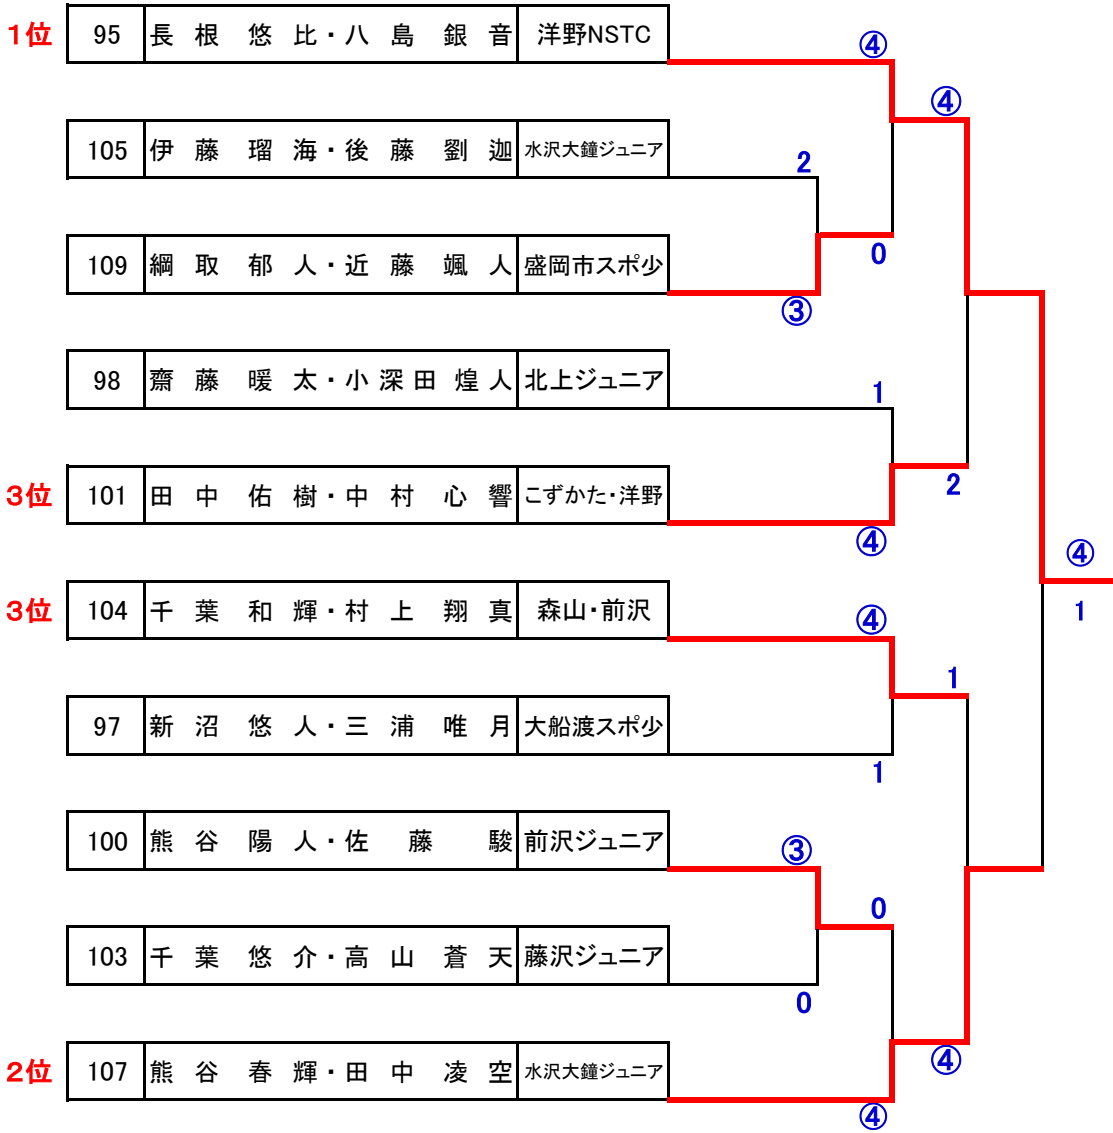 １位 95 長根 悠比・八島 銀音 洋野NSTC
④
④
105 伊藤 瑠海・後藤 劉迦 水沢大鐘ジュニア
2
109 綱取 郁人・近藤 颯人 盛岡市スポ少
0
③
98 齋藤 暖太・小深田 煌人 北上ジュニア
1
３位 101 田中 佑樹・中村 心響 こずかた・洋野
2
④
④
1
３位 104 千葉 和輝・村上 翔真 森山・前沢
④
1
97 新沼 悠人・三浦 唯月 大船渡スポ少
1
100 熊谷 陽人・佐藤 駿 前沢ジュニア
③
0
103 千葉 悠介・高山 蒼天 藤沢ジュニア
0
２位 107 熊谷 春輝・田中 凌空 水沢大鐘ジュニア
④
④